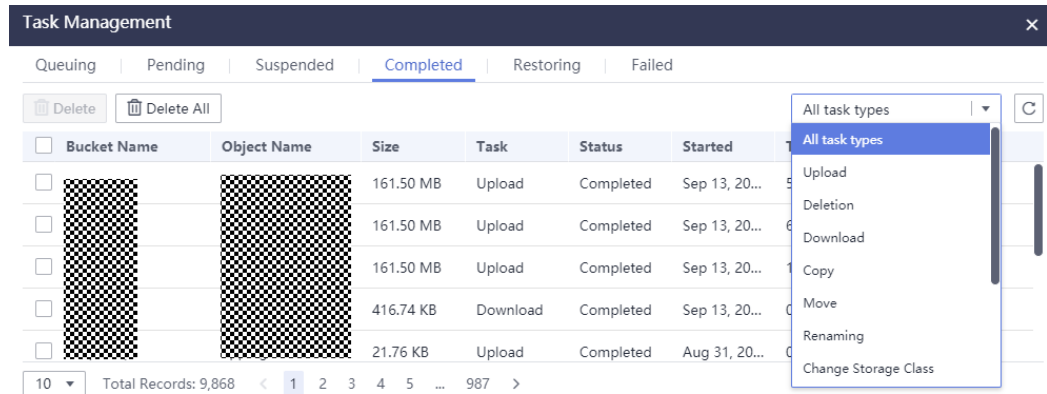 Task Management
Queuing Pending Suspended Completed Restoring Failed
Delete Delete All All task types
Bucket Name Object Name Size Task Status Started
All task types
161.50 MB Upload Completed Sep 13, 20...
Upload
Deletion
161.50 MB Upload Completed Sep 13, 20...
Download
161.50 MB Upload Completed Sep 13, 20...
Copy
416.74 KB Download Completed Sep 13, 20...
Move
Renaming
21.76 KB Upload Completed Aug 31, 20...
Change Storage Class
10 Total Records: 9,868 < 1 2 3 4 5 ... 987 >